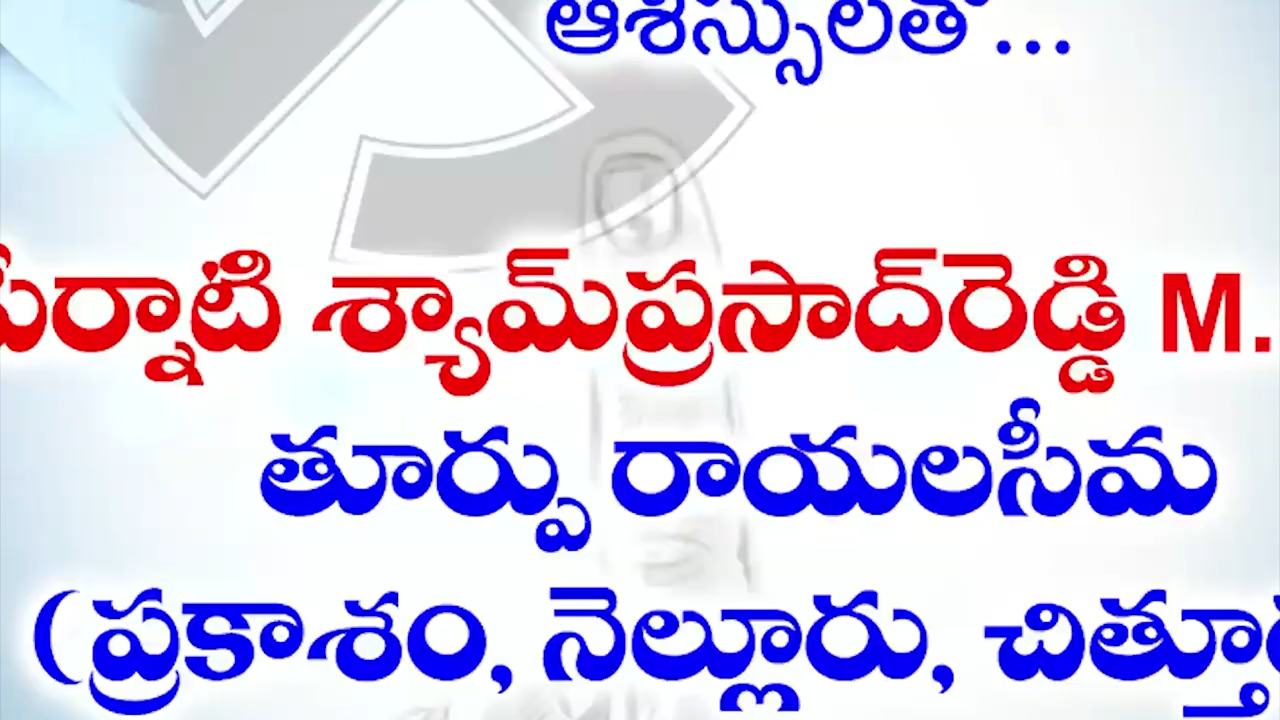 ఆశీస్సులతో...
పేర్నాటి శ్యామ్‌ప్రసాద్‌రెడ్డి M.
తూర్పు రాయలసీమ
(ప్రకాశం, నెల్లూరు, చిత్తూ